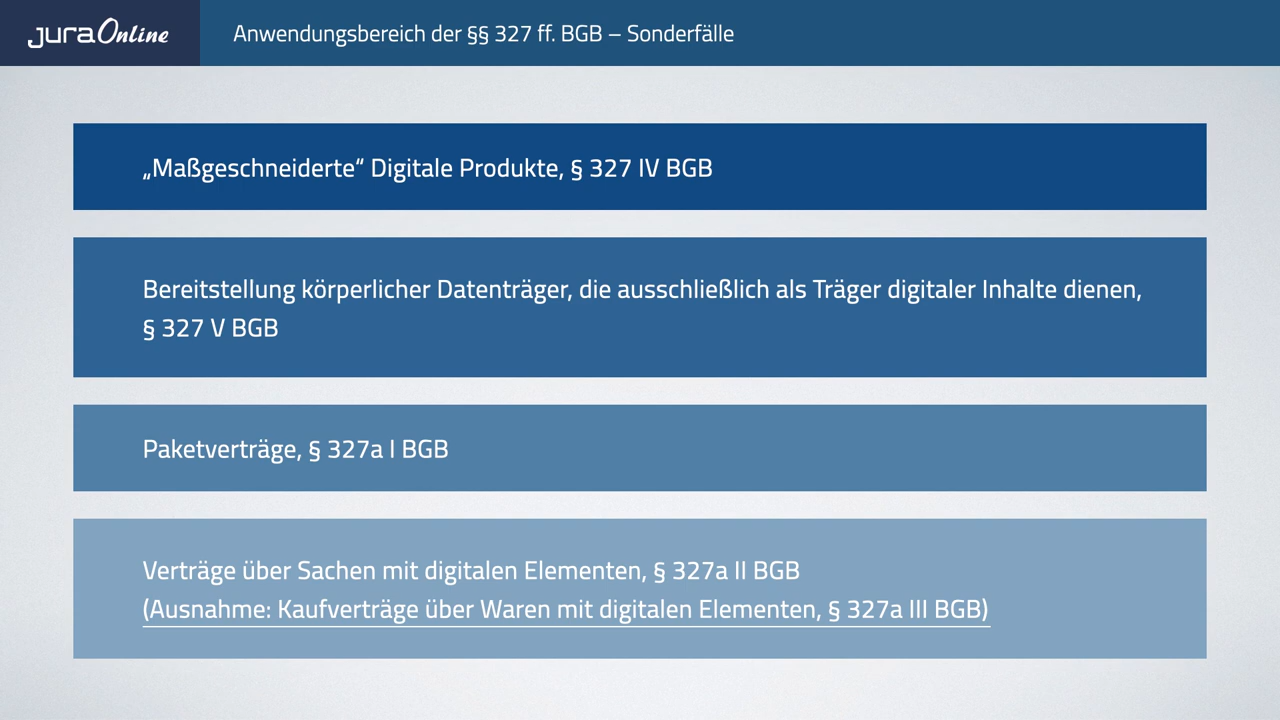 juraOnline
Anwendungsbereich der §§ 327 ff. BGB – Sonderfälle
„Maßgeschneiderte“ Digitale Produkte, § 327 IV BGB
Bereitstellung körperlicher Datenträger, die ausschließlich als Träger digitaler Inhalte dienen,
§ 327 V BGB
Paketverträge, § 327a I BGB
Verträge über Sachen mit digitalen Elementen, § 327a II BGB
(Ausnahme: Kaufverträge über Waren mit digitalen Elementen, § 327a III BGB)